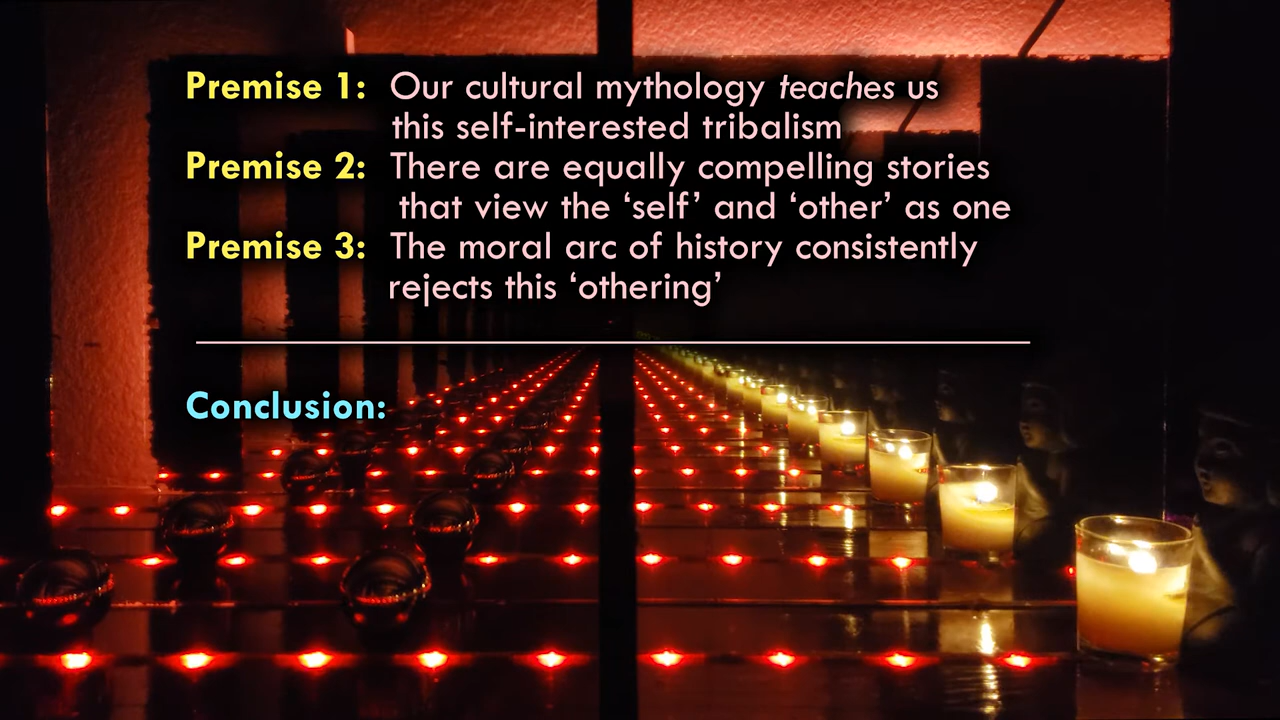 Premise 1: Our cultural mythology teaches us
this self-interested tribalism
Premise 2: There are equally compelling stories
that view the ‘self’ and ‘other’ as one
Premise 3: The moral arc of history consistently
rejects this ‘othering’
Conclusion: